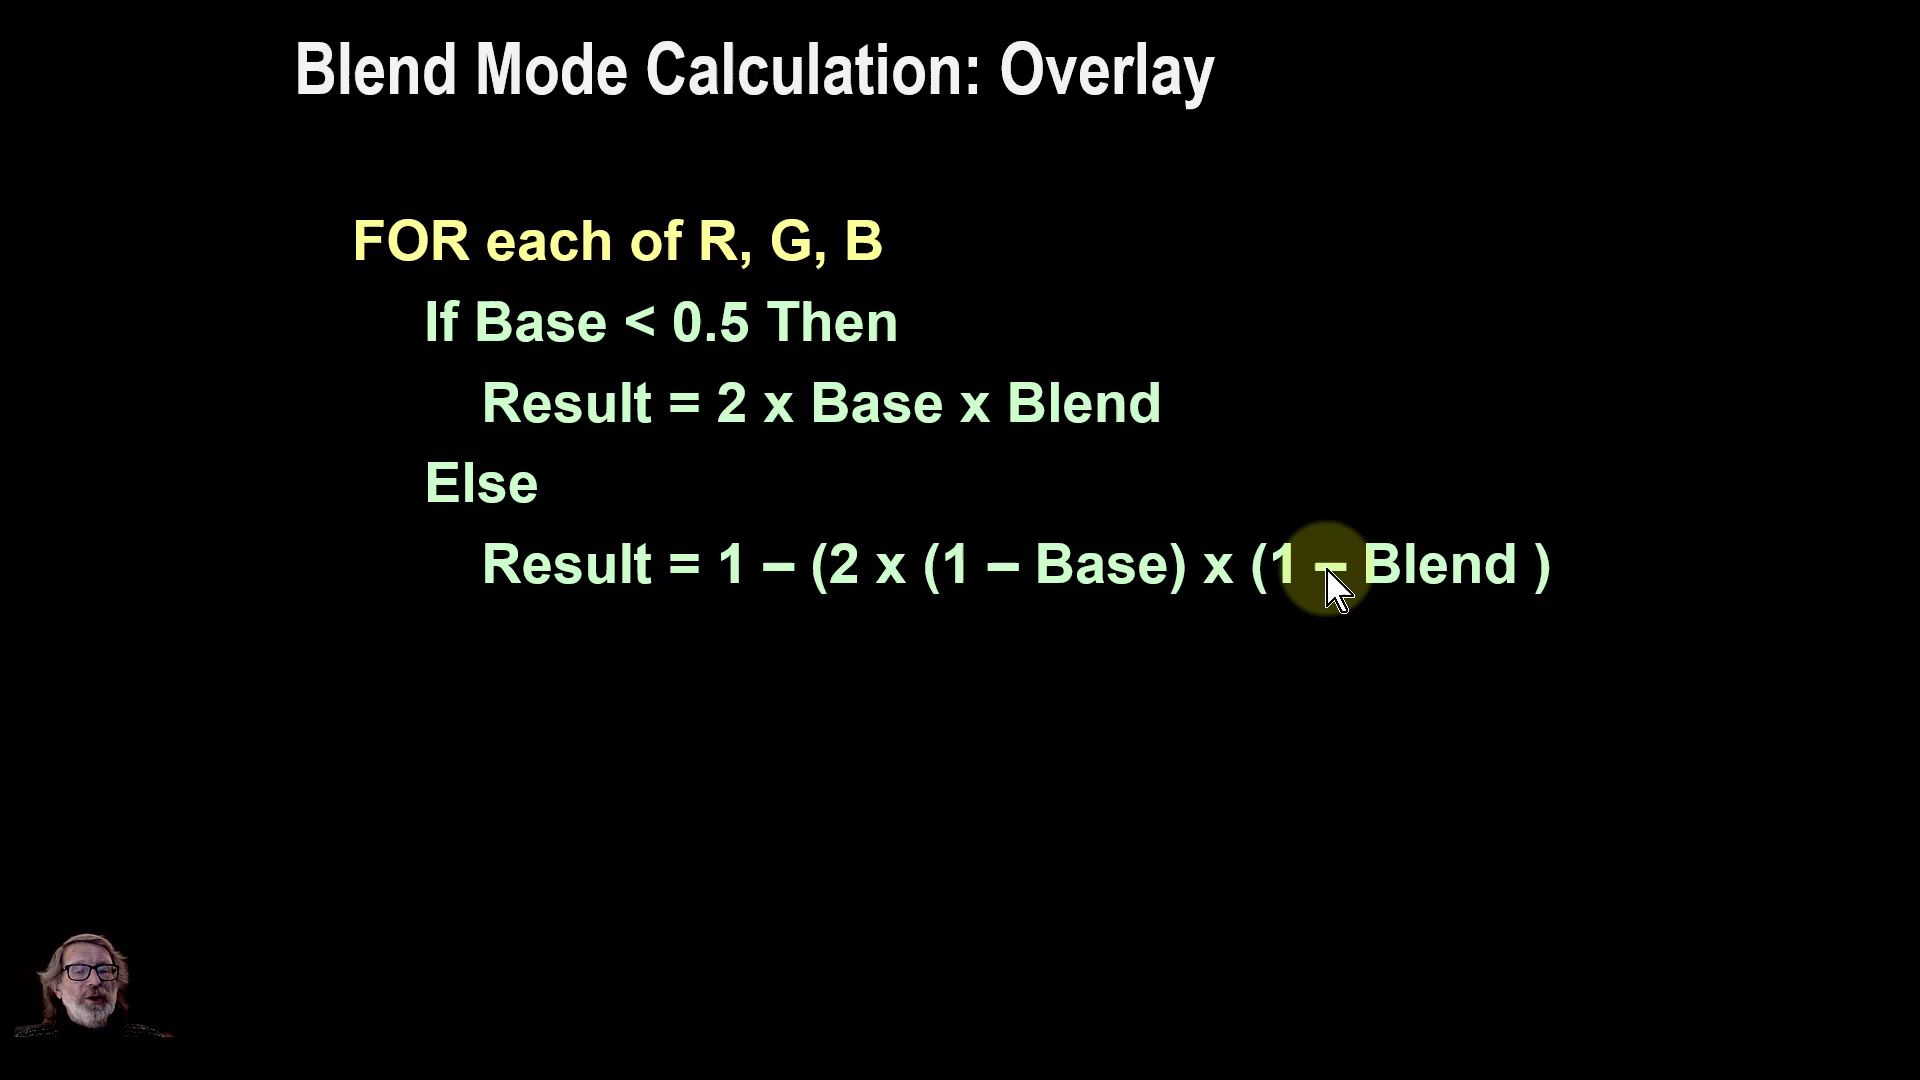 Blend Mode Calculation: Overlay
FOR each of R, G, B
If Base < 0.5 Then
Result = 2 x Base x Blend
Else
Result = 1 – (2 x (1 – Base) x (1 – Blend )